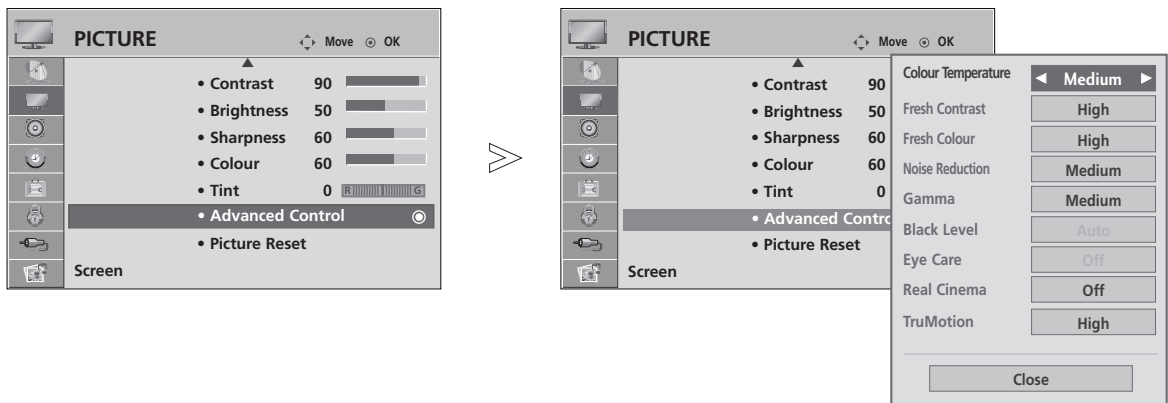 PICTURE
Move OK
• Contrast 90
• Brightness 50
• Sharpness 60
• Colour 60
• Tint 0 R G
• Advanced Control
• Picture Reset
Screen
PICTURE
Move OK
• Contrast 90
• Brightness 50
• Sharpness 60
• Colour 60
• Tint 0
• Advanced Contro
• Picture Reset
Screen
Colour Temperature Medium
Fresh Contrast High
Fresh Colour High
Noise Reduction Medium
Gamma Medium
Black Level Auto
Eye Care Off
Real Cinema Off
TruMotion High
Close